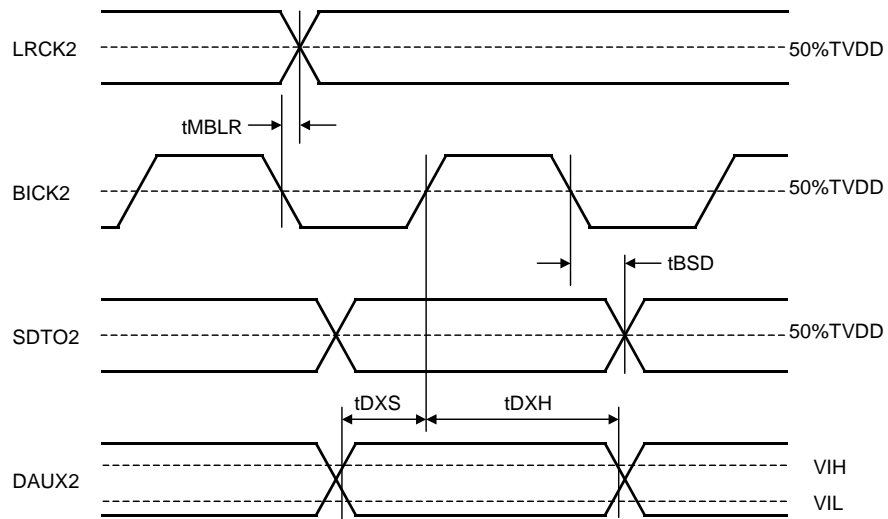 LRCK2
50%TVDD
tMBLR
BICK2
50%TVDD
tBSD
SDTO2
50%TVDD
tDXS
tDXH
DAUX2
VIH
VIL